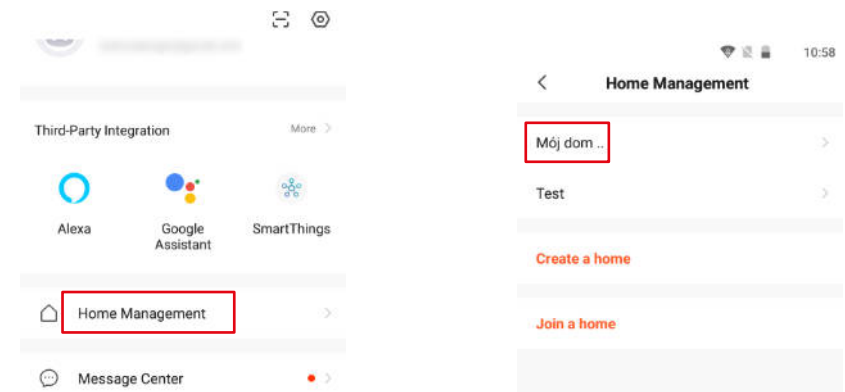 Third-Party Integration More
Alexa
Google
Assistant
SmartThings
Home Management
Message Center
10:58
Home Management
Mój dom ..
Test
Create a home
Join a home